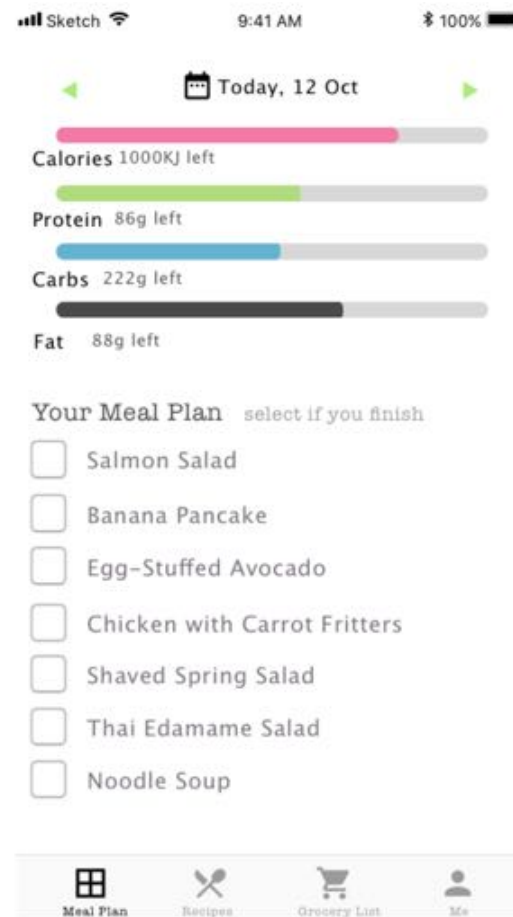 Sketch 9:41 AM 100%
Today, 12 Oct
Calories 1000KJ left
Protein 86g left
Carbs 222g left
Fat 88g left
Your Meal Plan select if you finish
Salmon Salad
Banana Pancake
Egg-Stuffed Avocado
Chicken with Carrot Fritters
Shaved Spring Salad
Thai Edamame Salad
Noodle Soup
Meal Plan Recipes Grocery List Me